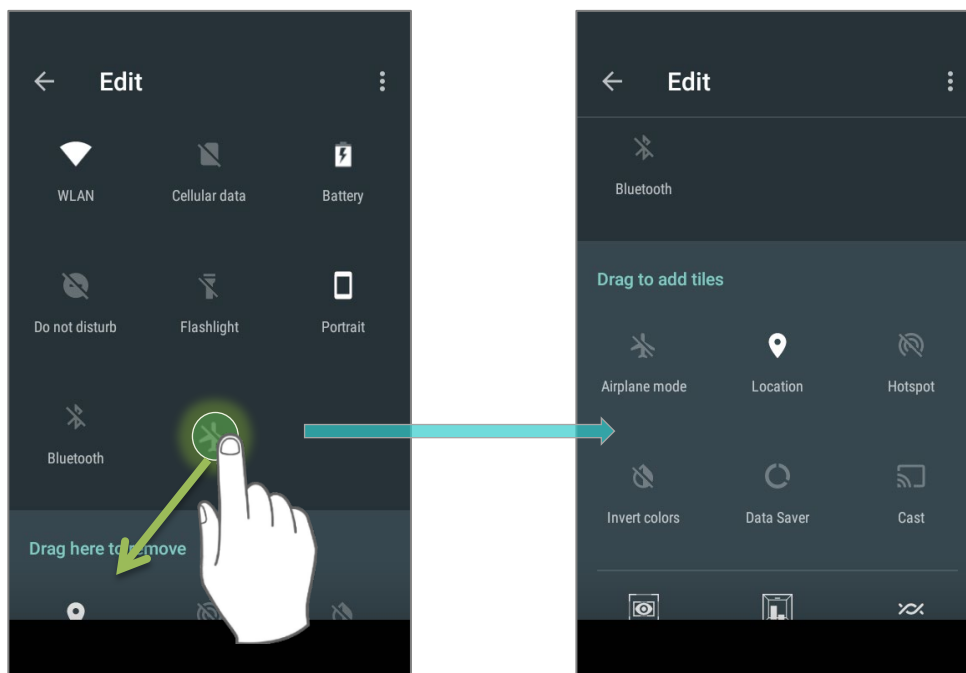 Edit
WLAN
Cellular data
Battery
Do not disturb
Flashlight
Portrait
Bluetooth
Drag here to remove
Edit
Bluetooth
Drag to add tiles
Airplane mode
Location
Hotspot
Invert colors
Data Saver
Cast